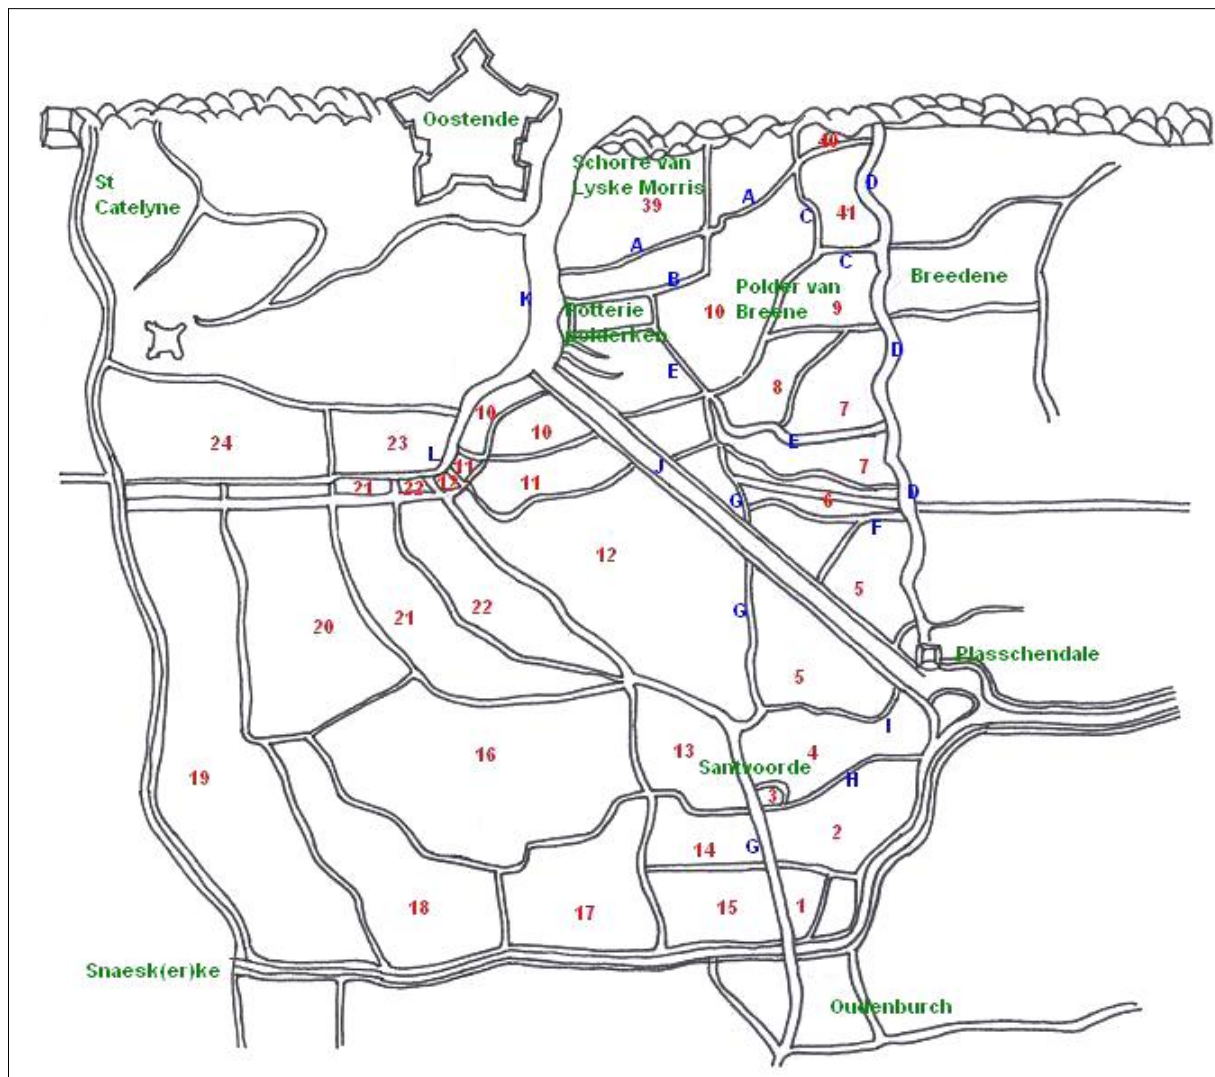 Oostende
40
Schorre van
Lyske Morris
St
Catelyne
D
A
39
C
41
A
C
B
Breedene
K
Potterie
polderken
10
Polder van
Breene
9
D
E
8
7
10
10
24
23
E
L
11
J
7
11
12
21
22
D
6
G
F
12
5
22
G
21
20
Plasschendale
5
I
13
4
16
Santvoorde
19
H
3
2
14
G
18
17
15
1
Snaesk(er)ke
Oudenburch